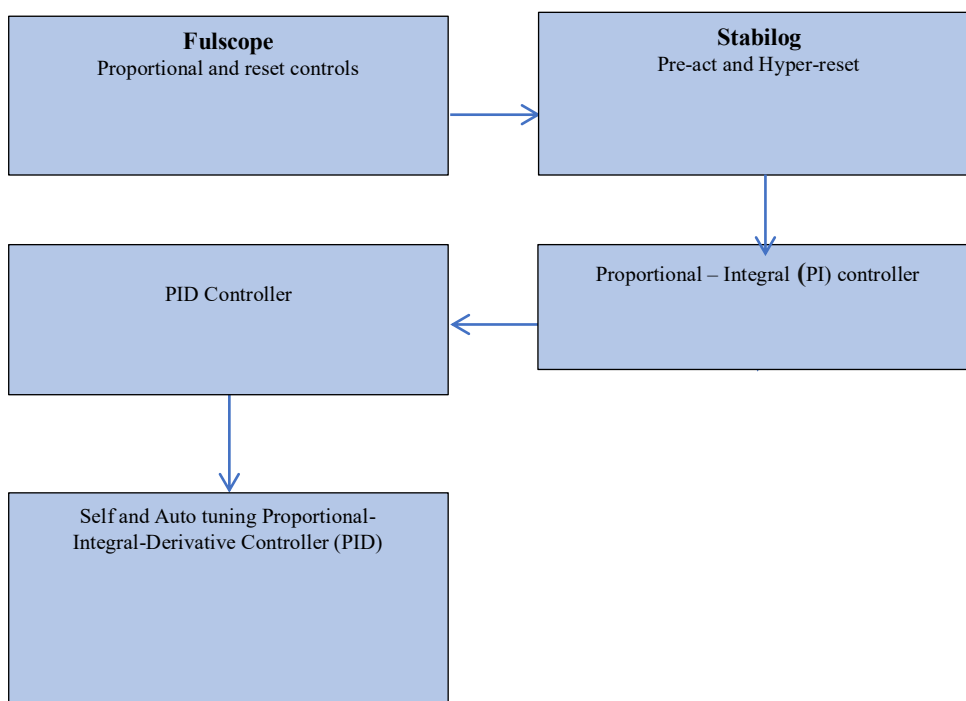 Fulscope
Proportional and reset controls
Stabilog
Pre-act and Hyper-reset
Proportional – Integral (PI) controller
PID Controller
Self and Auto tuning Proportional-
Integral-Derivative Controller (PID)